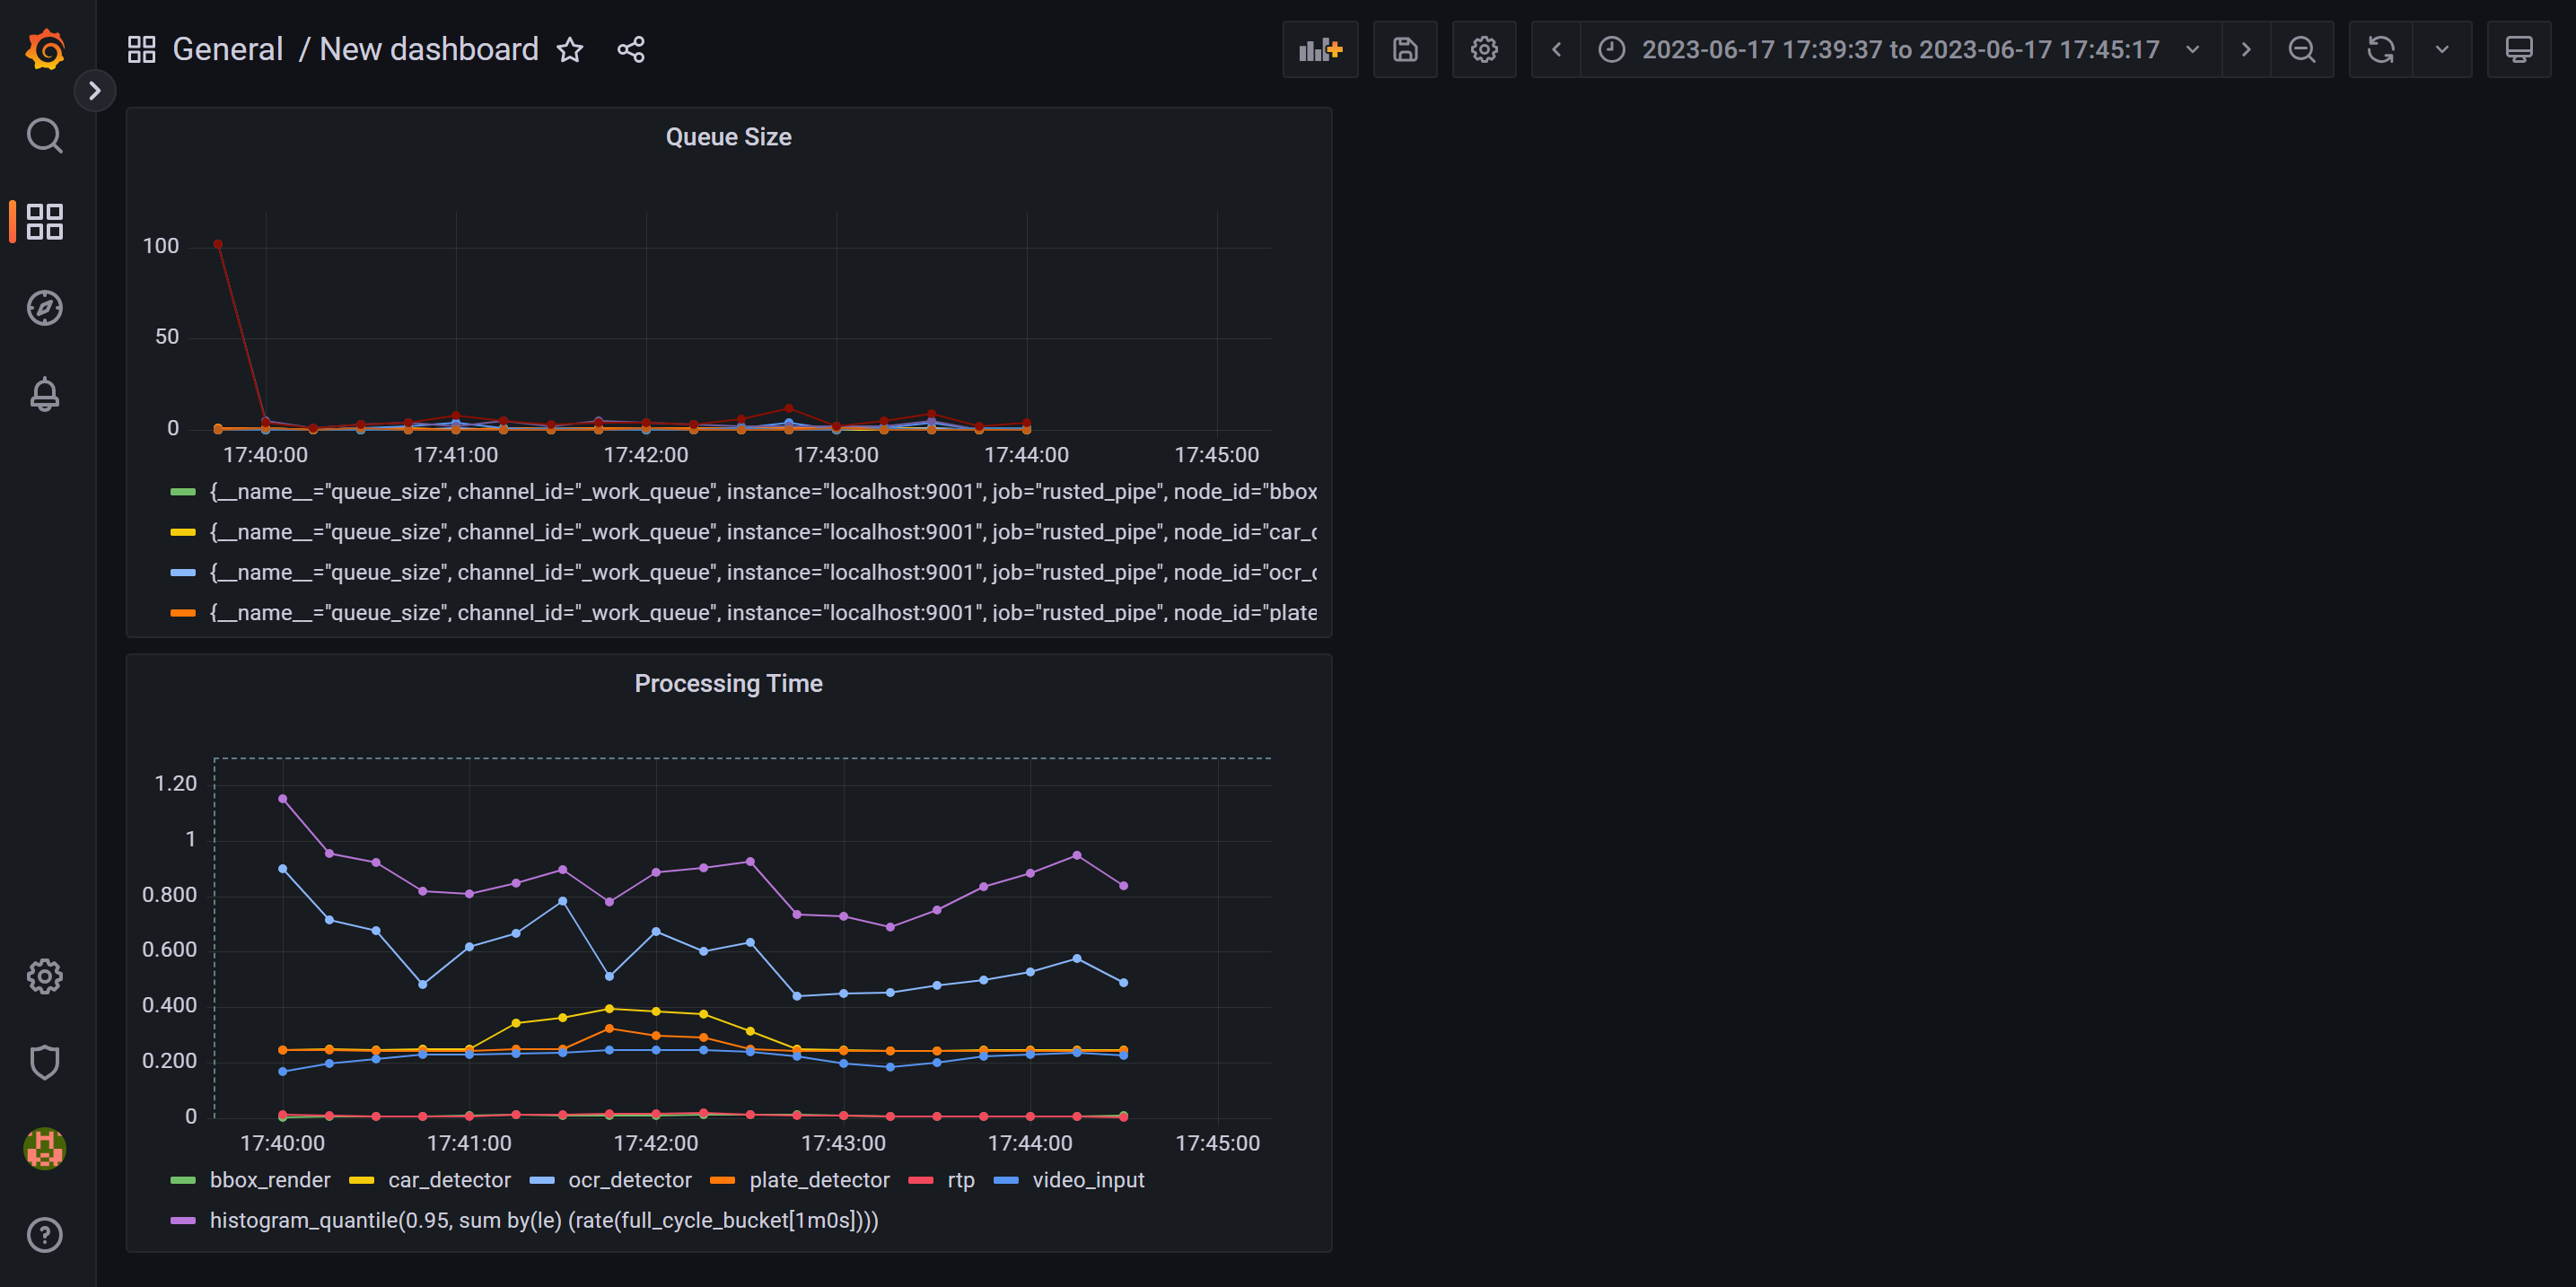 General / New dashboard
2023-06-17 17:39:37 to 2023-06-17 17:45:17
Queue Size
100
50
0
17:40:00 17:41:00 17:42:00 17:43:00 17:44:00 17:45:00
{__name__="queue_size", channel_id="_work_queue", instance="localhost:9001", job="rusted_pipe", node_id="bbox
{__name__="queue_size", channel_id="_work_queue", instance="localhost:9001", job="rusted_pipe", node_id="car_
{__name__="queue_size", channel_id="_work_queue", instance="localhost:9001", job="rusted_pipe", node_id="ocr_
{__name__="queue_size", channel_id="_work_queue", instance="localhost:9001", job="rusted_pipe", node_id="plate
Processing Time
1.20
1
0.800
0.600
0.400
0.200
0
17:40:00 17:41:00 17:42:00 17:43:00 17:44:00 17:45:00
bbox_render car_detector ocr_detector plate_detector rtp video_input
histogram_quantile(0.95, sum by(le) (rate(full_cycle_bucket[1m0s])))